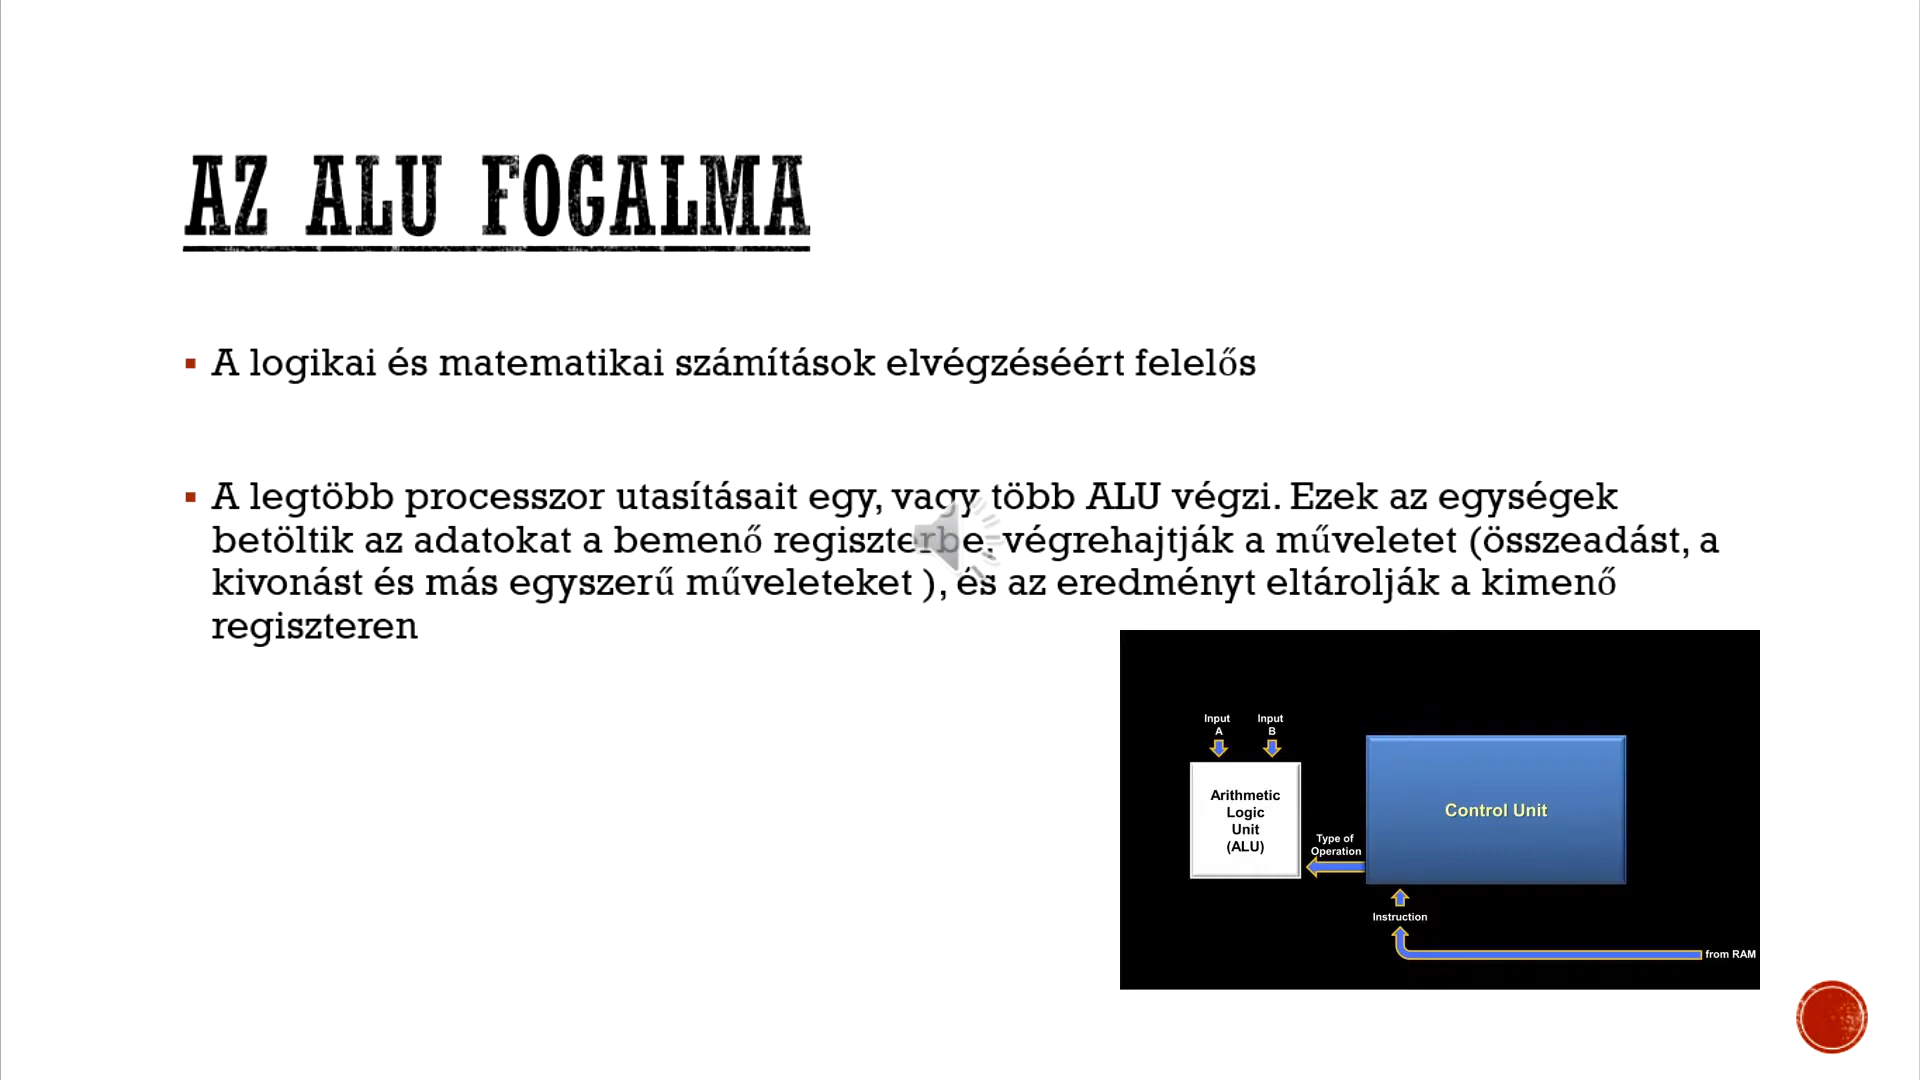 AZ ALU FOGALMA
A logikai és matematikai számítások elvégzéséért felelős
A legtöbb processzor utasításait egy, vagy több ALU végzi. Ezek az egységek
betöltik az adatokat a bemenő regiszterbe, végrehajtják a műveletet (összeadást, a
kivonást és más egyszerű műveleteket ), és az eredményt eltárolják a kimenő
regiszteren
Input
A
Input
B
Arithmetic
Logic
Unit
(ALU)
Type of
Operation
Control Unit
Instruction
from RAM